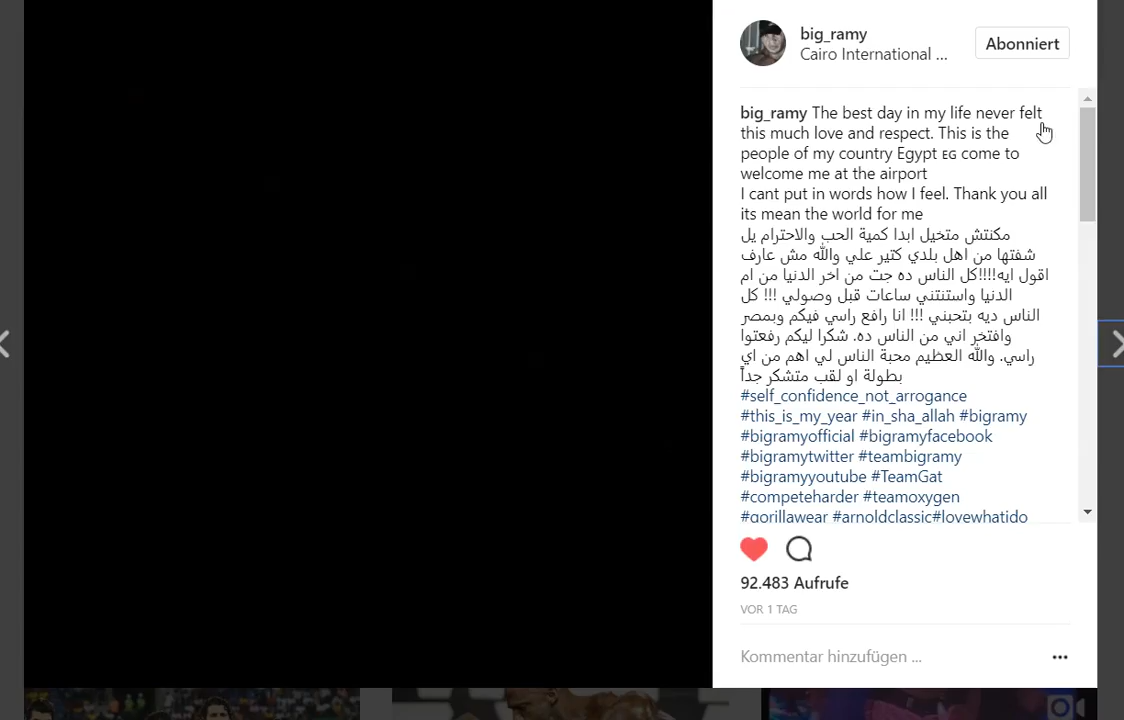 big_ramy
Cairo International ...
Abonniert
big_ramy The best day in my life never felt
this much love and respect. This is the
people of my country Egypt EG come to
welcome me at the airport
I cant put in words how I feel. Thank you all
its mean the world for me
مكنتش متخيل ابدا كمية الحب والاحترام يل
شفتها من اهل بلدي كتير علي والله مش عارف
اقول ايه!!!!كل الناس ده جت من اخر الدنيا من ام
الدنيا واستنتني ساعات قبل وصولي !!! كل
الناس ديه بتحبني !!! انا رافع راسي فيكم وبمصر
وافتخر اني من الناس ده. شكرا ليكم رفعتوا
راسي. والله العظيم محبة الناس لي اهم من اي
بطولة او لقب متشكر جداً
#self_confidence_not_arrogance
#this_is_my_year #in_sha_allah #bigramy
#bigramyofficial #bigramyfacebook
#bigramytwitter #teambigramy
#bigramyyoutube #TeamGat
#competeharder #teamoxygen
#gorillawear #arnoldclassic#lovewhatido
92.483 Aufrufe
VOR 1 TAG
Kommentar hinzufügen ...